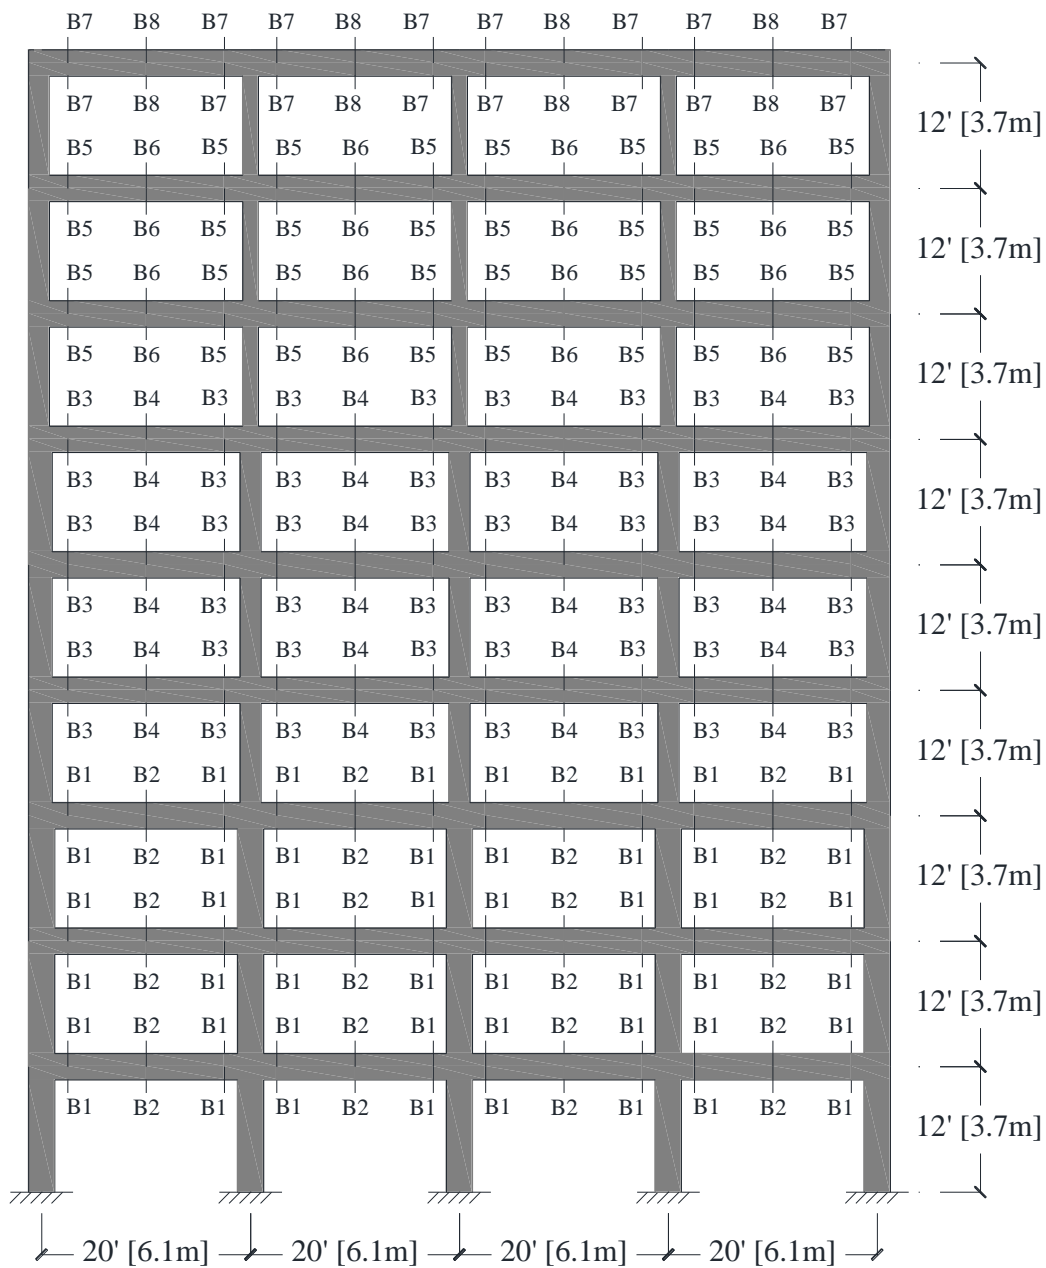 B7 B8 B7 B7 B8 B7 B7 B8 B7 B7 B8 B7
B7 B8 B7 B7 B8 B7 B7 B8 B7 B7 B8 B7
12' [3.7m]
B5 B6 B5 B5 B6 B5 B5 B6 B5 B5 B6 B5
B5 B6 B5 B5 B6 B5 B5 B6 B5 B5 B6 B5
12' [3.7m]
B5 B6 B5 B5 B6 B5 B5 B6 B5 B5 B6 B5
B5 B6 B5 B5 B6 B5 B5 B6 B5 B5 B6 B5
12' [3.7m]
B3 B4 B3 B3 B4 B3 B3 B4 B3 B3 B4 B3
B3 B4 B3 B3 B4 B3 B3 B4 B3 B3 B4 B3
12' [3.7m]
B3 B4 B3 B3 B4 B3 B3 B4 B3 B3 B4 B3
B3 B4 B3 B3 B4 B3 B3 B4 B3 B3 B4 B3
12' [3.7m]
B3 B4 B3 B3 B4 B3 B3 B4 B3 B3 B4 B3
B3 B4 B3 B3 B4 B3 B3 B4 B3 B3 B4 B3
12' [3.7m]
B1 B2 B1 B1 B2 B1 B1 B2 B1 B1 B2 B1
B1 B2 B1 B1 B2 B1 B1 B2 B1 B1 B2 B1
12' [3.7m]
B1 B2 B1 B1 B2 B1 B1 B2 B1 B1 B2 B1
B1 B2 B1 B1 B2 B1 B1 B2 B1 B1 B2 B1
12' [3.7m]
B1 B2 B1 B1 B2 B1 B1 B2 B1 B1 B2 B1
B1 B2 B1 B1 B2 B1 B1 B2 B1 B1 B2 B1
12' [3.7m]
20' [6.1m] 20' [6.1m] 20' [6.1m] 20' [6.1m]